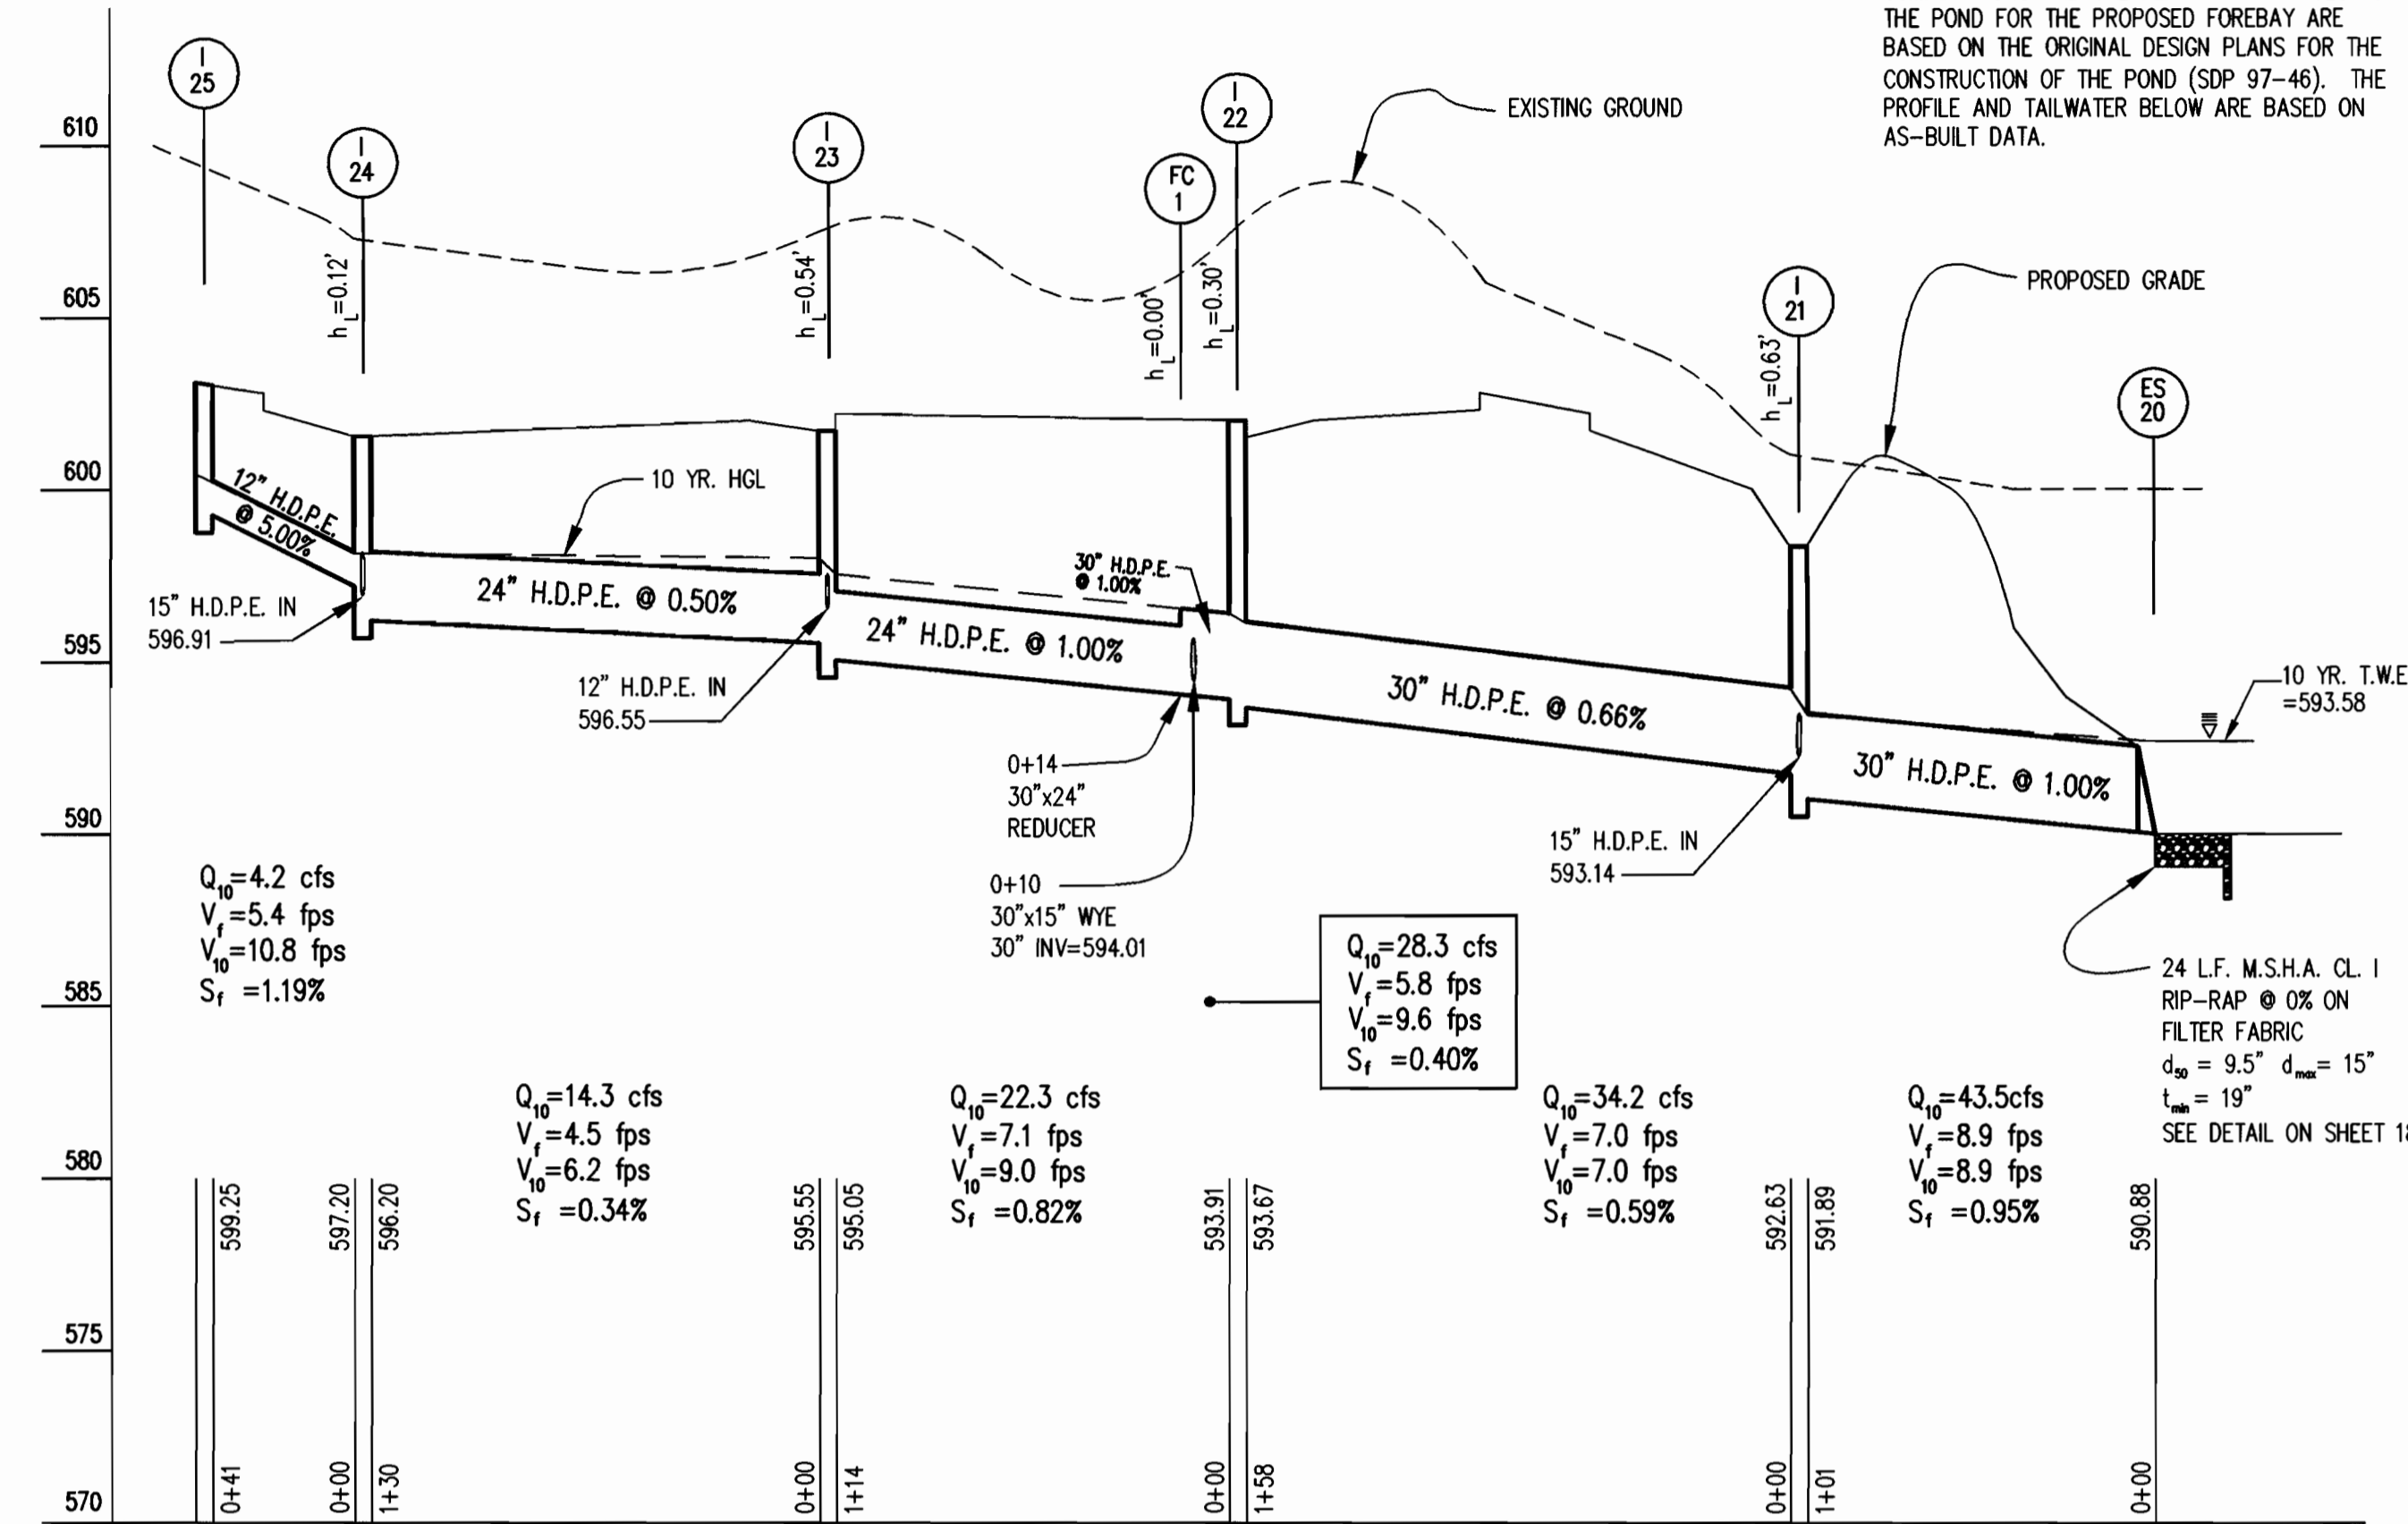 THE POND FOR THE PROPOSED FOREBAY ARE
BASED ON THE ORIGINAL DESIGN PLANS FOR THE
CONSTRUCTION OF THE POND (SDP 97-46). THE
PROFILE AND TAILWATER BELOW ARE BASED ON
AS-BUILT DATA.
I
25
I
24
I
23
FC
1
I
22
I
21
ES
20
EXISTING GROUND
PROPOSED GRADE
610
605
600
595
590
585
580
575
570
hL=0.12'
hL=0.54'
hL=0.00'
hL=0.30'
hL=0.63'
12" H.D.P.E.
@ 5.00%
10 YR. HGL
15" H.D.P.E. IN
596.91
24" H.D.P.E. @ 0.50%
12" H.D.P.E. IN
596.55
24" H.D.P.E. @ 1.00%
30" H.D.P.E.
@ 1.00%
0+14
30"x24"
REDUCER
0+10
30"x15" WYE
30" INV=594.01
30" H.D.P.E. @ 0.66%
15" H.D.P.E. IN
593.14
30" H.D.P.E. @ 1.00%
10 YR. T.W.E
=593.58
24 L.F. M.S.H.A. CL. I
RIP-RAP @ 0% ON
FILTER FABRIC
d50 = 9.5" dmax= 15"
tmin = 19"
SEE DETAIL ON SHEET 18
Q10=4.2 cfs
Vf=5.4 fps
V10=10.8 fps
Sf =1.19%
Q10=14.3 cfs
Vf=4.5 fps
V10=6.2 fps
Sf =0.34%
Q10=22.3 cfs
Vf=7.1 fps
V10=9.0 fps
Sf =0.82%
Q10=28.3 cfs
Vf=5.8 fps
V10=9.6 fps
Sf =0.40%
Q10=34.2 cfs
Vf=7.0 fps
V10=7.0 fps
Sf =0.59%
Q10=43.5cfs
Vf=8.9 fps
V10=8.9 fps
Sf =0.95%
599.25
597.20
596.20
595.55
595.05
593.91
593.67
592.63
591.89
590.88
0+41
0+00
1+30
0+00
1+14
0+00
1+58
0+00
1+01
0+00